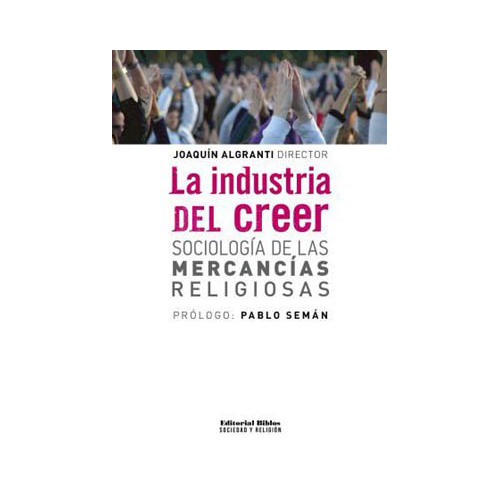 JOAQUÍN ALGRANTI DIRECTOR
La industria
DEL creer
SOCIOLOGÍA DE LAS
MERCANCÍAS
RELIGIOSAS
PRÓLOGO: PABLO SEMÁN
Editorial Biblos
SOCIEDAD Y RELIGIÓN